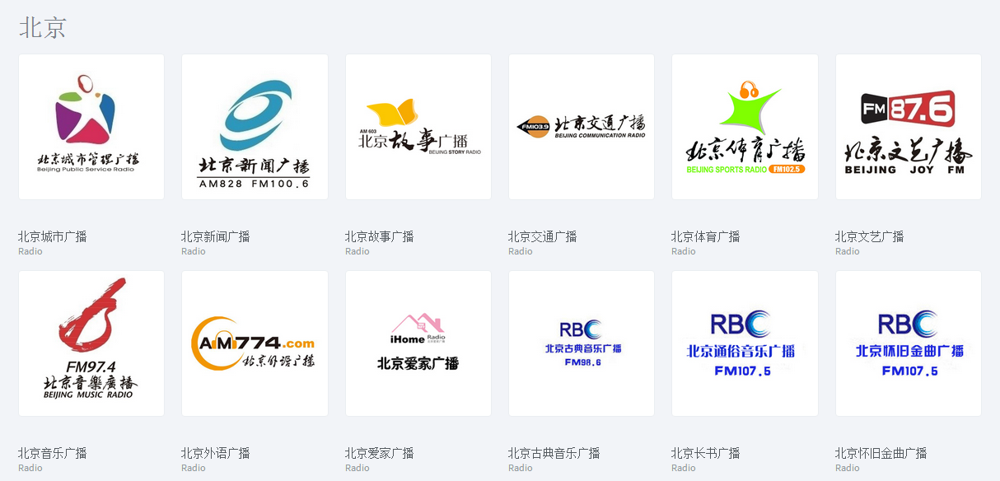 北京
北京城市管理广播
Beijing Public Service Radio
北京新闻广播
AM828 FM100.6
AM 603
北京故事广播
BEIJING STORY RADIO
FM103.9
北京交通广播
BEIJING COMMUNICATION RADIO
北京体育广播
BEIJING SPORTS RADIO FM102.5
FM 87.6
北京文艺广播
BEIJING JOY FM
北京城市广播
Radio
北京新闻广播
Radio
北京故事广播
Radio
北京交通广播
Radio
北京体育广播
Radio
北京文艺广播
Radio
FM97.4
北京音樂廣播
BEIJING MUSIC RADIO
AM774.com
北京外语广播
iHome Radio
北京爱家广播
RBC
北京古典音乐广播
FM98.6
RBC
北京通俗音乐广播
FM107.5
RBC
北京怀旧金曲广播
FM107.5
北京音乐广播
Radio
北京外语广播
Radio
北京爱家广播
Radio
北京古典音乐广播
Radio
北京长书广播
Radio
北京怀旧金曲广播
Radio